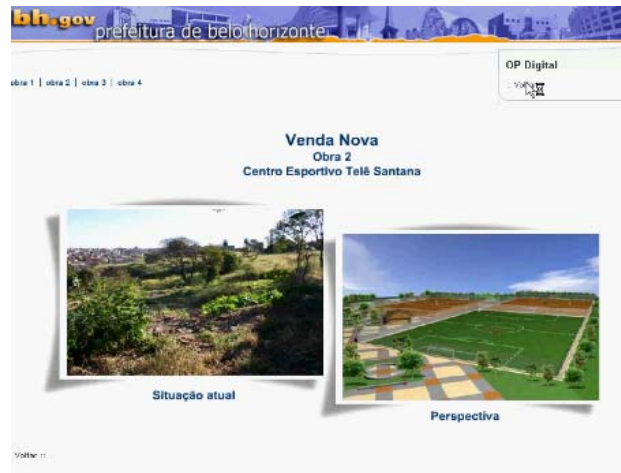 bh.gov
prefeitura de belo horizonte
OP Digital
obra 1 | obra 2 | obra 3 | obra 4
Venda Nova
Obra 2
Centro Esportivo Telê Santana
Situação atual
Perspectiva
Voltar ::